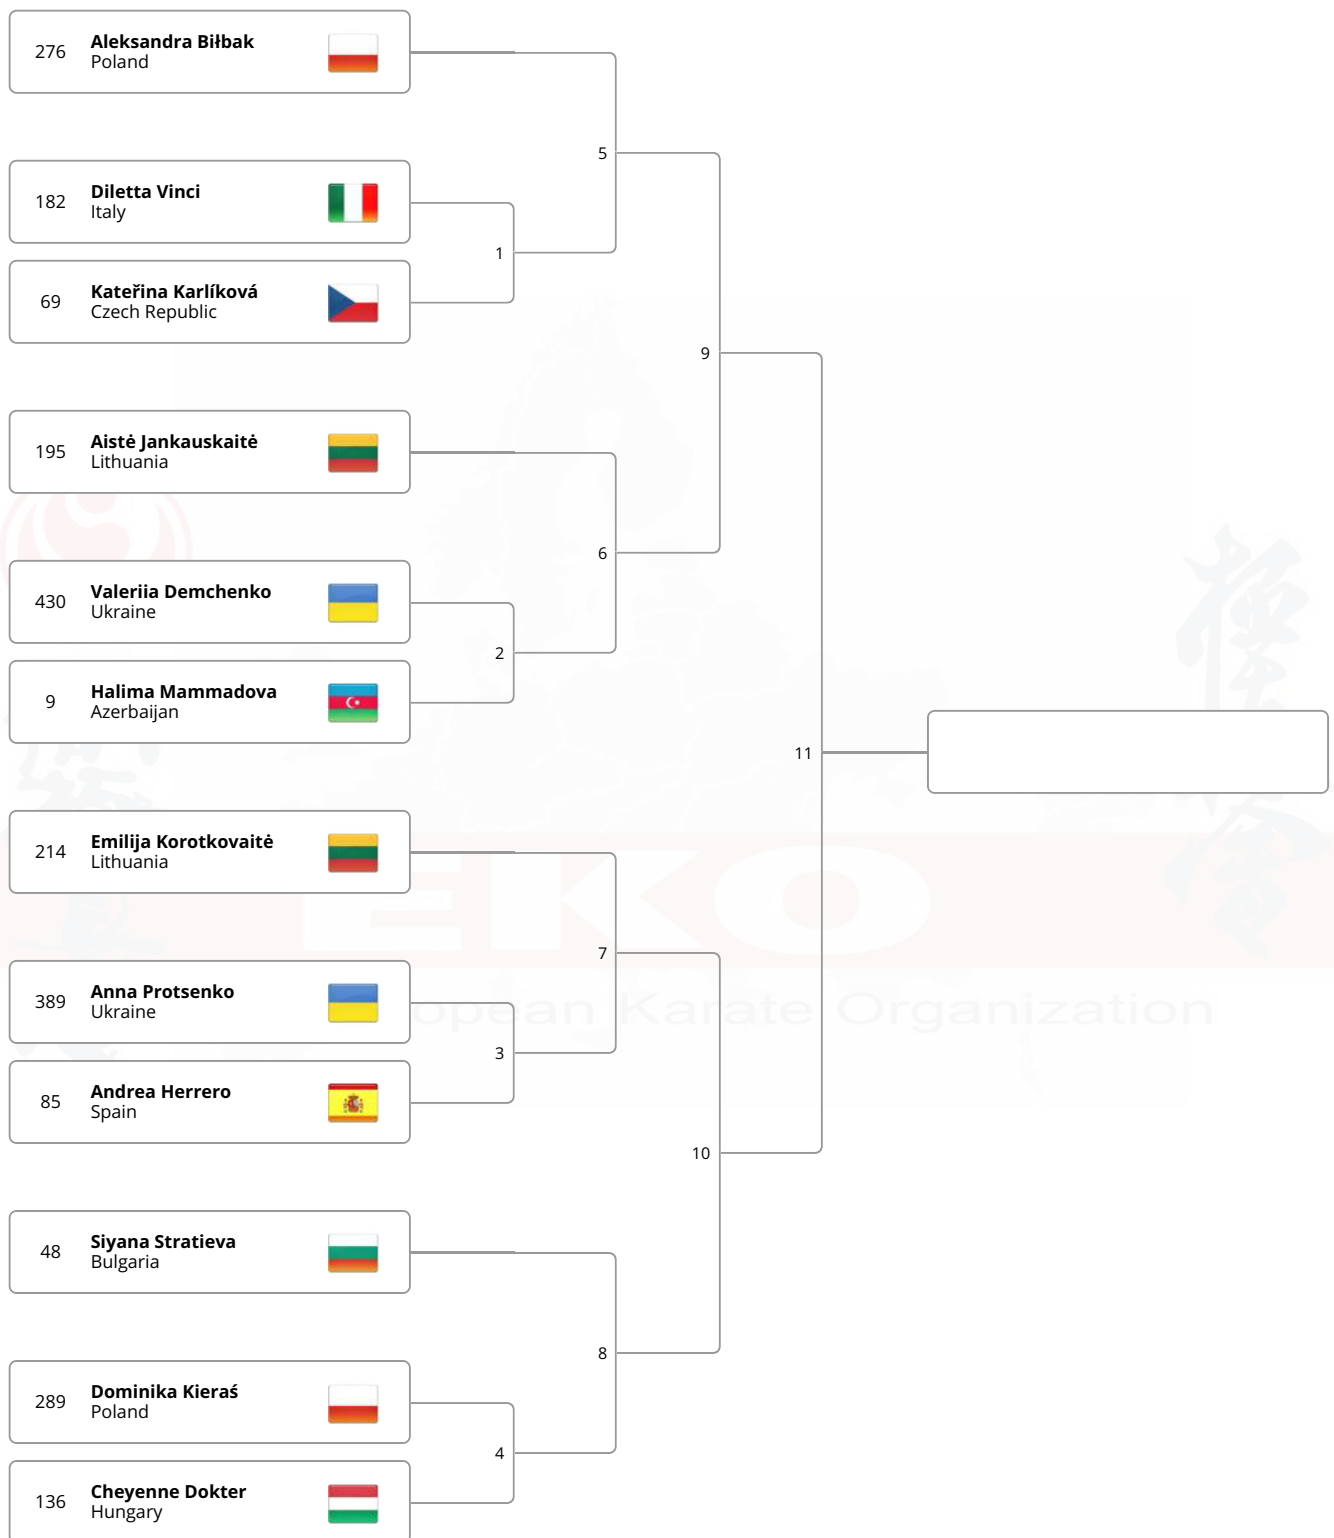 276
Aleksandra Biłbak
Poland
5
182
Diletta Vinci
Italy
1
69
Kateřina Karlíková
Czech Republic
9
195
Aistė Jankauskaitė
Lithuania
6
430
Valeriia Demchenko
Ukraine
2
9
Halima Mammadova
Azerbaijan
11
214
Emilija Korotkovaitė
Lithuania
EKO
7
389
Anna Protsenko
Ukraine
Karate Organization
3
85
Andrea Herrero
Spain
10
48
Siyana Stratieva
Bulgaria
8
289
Dominika Kieraś
Poland
4
136
Cheyenne Dokter
Hungary